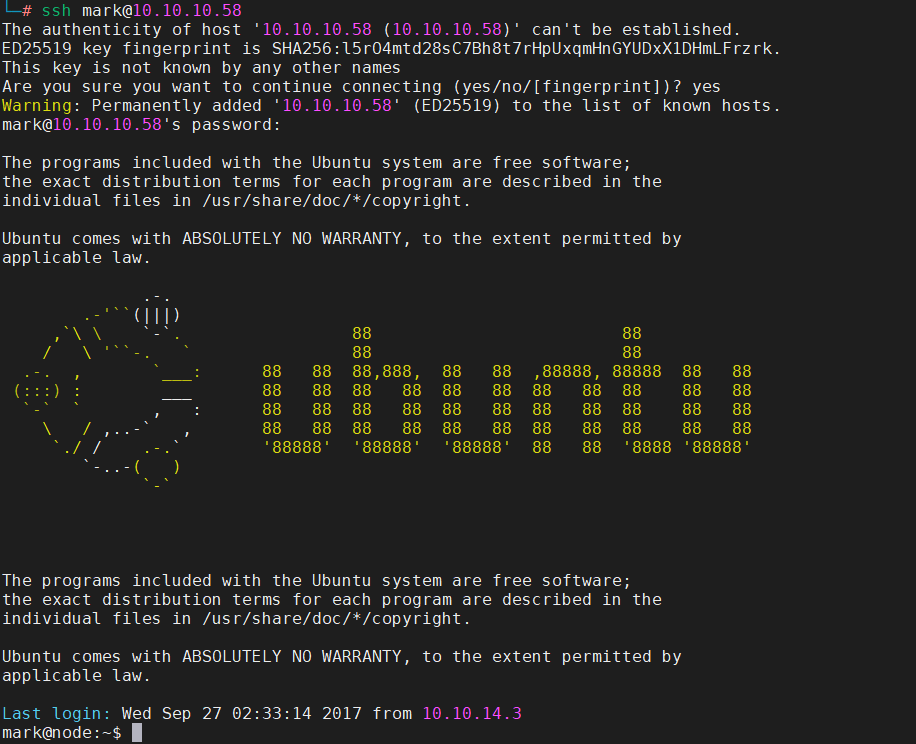 └─# ssh mark@10.10.10.58
The authenticity of host '10.10.10.58 (10.10.10.58)' can't be established.
ED25519 key fingerprint is SHA256:l5rO4mtd28sC7Bh8t7rHpUxqmHnGYUDxX1DHmLFrzrk.
This key is not known by any other names
Are you sure you want to continue connecting (yes/no/[fingerprint])? yes
Warning: Permanently added '10.10.10.58' (ED25519) to the list of known hosts.
mark@10.10.10.58's password:
The programs included with the Ubuntu system are free software;
the exact distribution terms for each program are described in the
individual files in /usr/share/doc/*/copyright.
Ubuntu comes with ABSOLUTELY NO WARRANTY, to the extent permitted by
applicable law.
              .-.
        .-'``(|||)
     ,`\ \    `-`.                 88                         88
    /   \ '``-.   `                88                         88
  .-.  ,       `___:      88   88  88,888,  88   88  ,88888, 88888  88   88
 (:::) :        ___       88   88  88   88  88   88  88   88  88    88   88
  `-`  `       ,   :      88   88  88   88  88   88  88   88  88    88   88
    \   / ,..-`   ,       88   88  88   88  88   88  88   88  88    88   88
     `./ /    .-.`        '88888'  '88888'  '88888'  88   88  '8888 '88888'
        `-..-(   )
              `-`
The programs included with the Ubuntu system are free software;
the exact distribution terms for each program are described in the
individual files in /usr/share/doc/*/copyright.
Ubuntu comes with ABSOLUTELY NO WARRANTY, to the extent permitted by
applicable law.
Last login: Wed Sep 27 02:33:14 2017 from 10.10.14.3
mark@node:~$